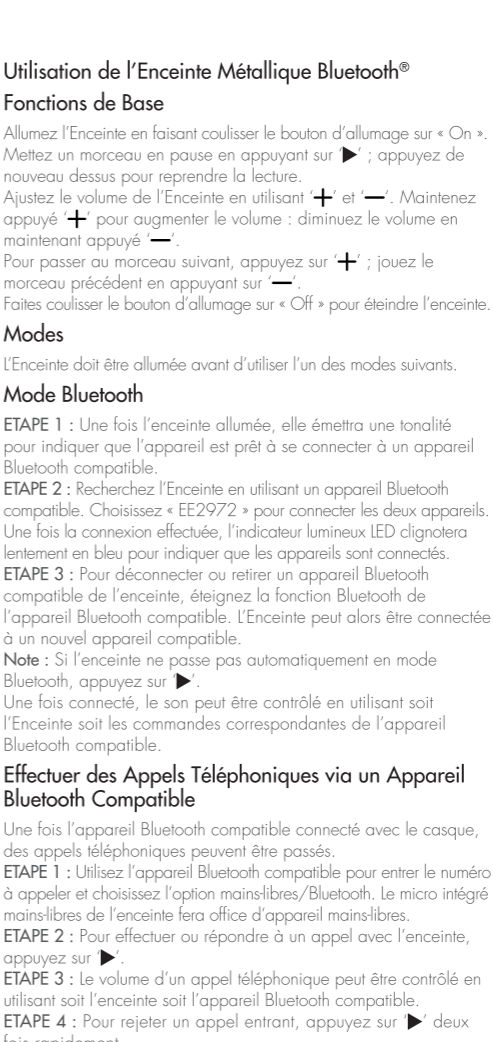 Utilisation de l’Enceinte Métallique Bluetooth®
Fonctions de Base
Allumez l’Enceinte en faisant coulisser le bouton d’allumage sur « On ».
Mettez un morceau en pause en appuyant sur ‘▶’ ; appuyez de
nouveau dessus pour reprendre la lecture.
Ajustez le volume de l’Enceinte en utilisant ‘+’ et ‘—’. Maintenez
appuyé ‘+’ pour augmenter le volume : diminuez le volume en
maintenant appuyé ‘—’.
Pour passer au morceau suivant, appuyez sur ‘+’ ; jouez le
morceau précédent en appuyant sur ‘—’.
Faites coulisser le bouton d’allumage sur « Off » pour éteindre l’enceinte.
Modes
L’Enceinte doit être allumée avant d’utiliser l’un des modes suivants.
Mode Bluetooth
ETAPE 1 : Une fois l’enceinte allumée, elle émettra une tonalité
pour indiquer que l’appareil est prêt à se connecter à un appareil
Bluetooth compatible.
ETAPE 2 : Recherchez l’Enceinte en utilisant un appareil Bluetooth
compatible. Choisissez « EE2972 » pour connecter les deux appareils.
Une fois la connexion effectuée, l’indicateur lumineux LED clignotera
lentement en bleu pour indiquer que les appareils sont connectés.
ETAPE 3 : Pour déconnecter ou retirer un appareil Bluetooth
compatible de l’enceinte, éteignez la fonction Bluetooth de
l’appareil Bluetooth compatible. L’Enceinte peut alors être connectée
à un nouvel appareil compatible.
Note : Si l’enceinte ne passe pas automatiquement en mode
Bluetooth, appuyez sur ‘▶’.
Une fois connecté, le son peut être contrôlé en utilisant soit
l’Enceinte soit les commandes correspondantes de l’appareil
Bluetooth compatible.
Effectuer des Appels Téléphoniques via un Appareil
Bluetooth Compatible
Une fois l’appareil Bluetooth compatible connecté avec le casque,
des appels téléphoniques peuvent être passés.
ETAPE 1 : Utilisez l’appareil Bluetooth compatible pour entrer le numéro
à appeler et choisissez l’option mains-libres/Bluetooth. Le micro intégré
mains-libres de l’enceinte fera office d’appareil mains-libres.
ETAPE 2 : Pour effectuer ou répondre à un appel avec l’enceinte,
appuyez sur ‘▶’.
ETAPE 3 : Le volume d’un appel téléphonique peut être contrôlé en
utilisant soit l’enceinte soit l’appareil Bluetooth compatible.
ETAPE 4 : Pour rejeter un appel entrant, appuyez sur ‘▶’ deux
fois rapidement